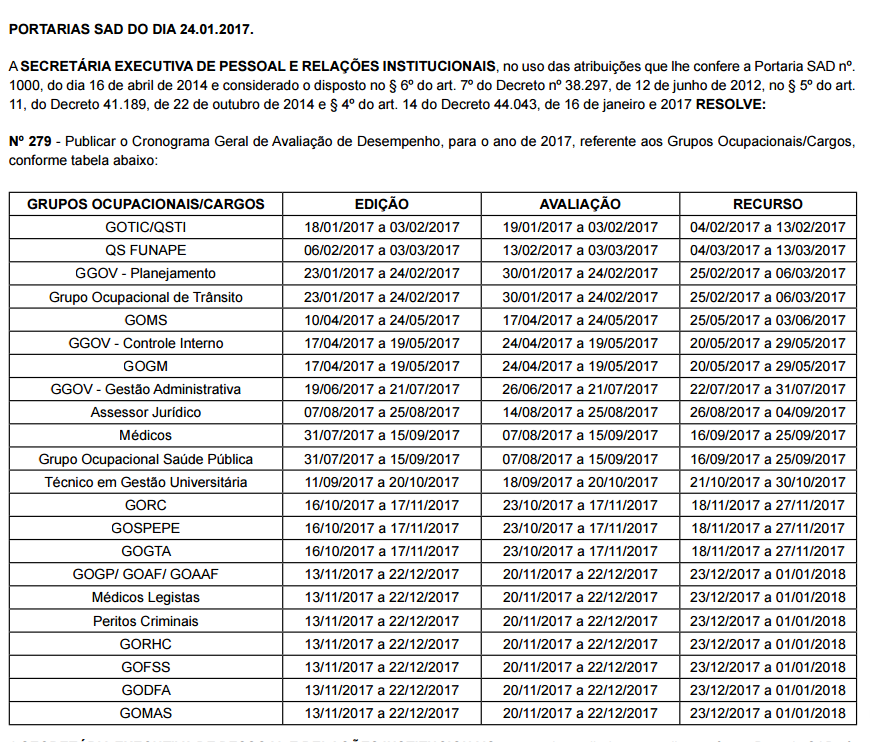 PORTARIAS SAD DO DIA 24.01.2017.
A SECRETÁRIA EXECUTIVA DE PESSOAL E RELAÇÕES INSTITUCIONAIS, no uso das atribuições que lhe confere a Portaria SAD nº.
1000, do dia 16 de abril de 2014 e considerado o disposto no § 6º do art. 7º do Decreto nº 38.297, de 12 de junho de 2012, no § 5º do art.
11, do Decreto 41.189, de 22 de outubro de 2014 e § 4º do art. 14 do Decreto 44.043, de 16 de janeiro e 2017 RESOLVE:
Nº 279 - Publicar o Cronograma Geral de Avaliação de Desempenho, para o ano de 2017, referente aos Grupos Ocupacionais/Cargos,
conforme tabela abaixo:
GRUPOS OCUPACIONAIS/CARGOS EDIÇÃO AVALIAÇÃO RECURSO
GOTIC/QSTI 18/01/2017 a 03/02/2017 19/01/2017 a 03/02/2017 04/02/2017 a 13/02/2017
QS FUNAPE 06/02/2017 a 03/03/2017 13/02/2017 a 03/03/2017 04/03/2017 a 13/03/2017
GGOV - Planejamento 23/01/2017 a 24/02/2017 30/01/2017 a 24/02/2017 25/02/2017 a 06/03/2017
Grupo Ocupacional de Trânsito 23/01/2017 a 24/02/2017 30/01/2017 a 24/02/2017 25/02/2017 a 06/03/2017
GOMS 10/04/2017 a 24/05/2017 17/04/2017 a 24/05/2017 25/05/2017 a 03/06/2017
GGOV - Controle Interno 17/04/2017 a 19/05/2017 24/04/2017 a 19/05/2017 20/05/2017 a 29/05/2017
GOGM 17/04/2017 a 19/05/2017 24/04/2017 a 19/05/2017 20/05/2017 a 29/05/2017
GGOV - Gestão Administrativa 19/06/2017 a 21/07/2017 26/06/2017 a 21/07/2017 22/07/2017 a 31/07/2017
Assessor Jurídico 07/08/2017 a 25/08/2017 14/08/2017 a 25/08/2017 26/08/2017 a 04/09/2017
Médicos 31/07/2017 a 15/09/2017 07/08/2017 a 15/09/2017 16/09/2017 a 25/09/2017
Grupo Ocupacional Saúde Pública 31/07/2017 a 15/09/2017 07/08/2017 a 15/09/2017 16/09/2017 a 25/09/2017
Técnico em Gestão Universitária 11/09/2017 a 20/10/2017 18/09/2017 a 20/10/2017 21/10/2017 a 30/10/2017
GORC 16/10/2017 a 17/11/2017 23/10/2017 a 17/11/2017 18/11/2017 a 27/11/2017
GOSPEPE 16/10/2017 a 17/11/2017 23/10/2017 a 17/11/2017 18/11/2017 a 27/11/2017
GOGTA 16/10/2017 a 17/11/2017 23/10/2017 a 17/11/2017 18/11/2017 a 27/11/2017
GOGP/ GOAF/ GOAAF 13/11/2017 a 22/12/2017 20/11/2017 a 22/12/2017 23/12/2017 a 01/01/2018
Médicos Legistas 13/11/2017 a 22/12/2017 20/11/2017 a 22/12/2017 23/12/2017 a 01/01/2018
Peritos Criminais 13/11/2017 a 22/12/2017 20/11/2017 a 22/12/2017 23/12/2017 a 01/01/2018
GORHC 13/11/2017 a 22/12/2017 20/11/2017 a 22/12/2017 23/12/2017 a 01/01/2018
GOFSS 13/11/2017 a 22/12/2017 20/11/2017 a 22/12/2017 23/12/2017 a 01/01/2018
GODFA 13/11/2017 a 22/12/2017 20/11/2017 a 22/12/2017 23/12/2017 a 01/01/2018
GOMAS 13/11/2017 a 22/12/2017 20/11/2017 a 22/12/2017 23/12/2017 a 01/01/2018